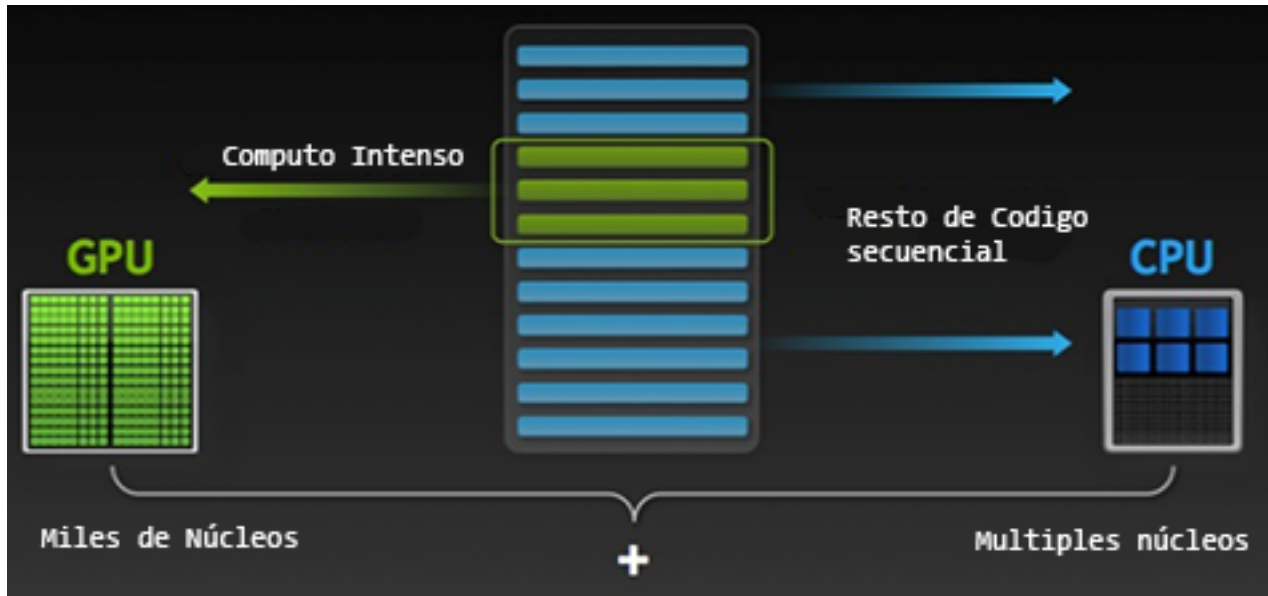 Computo Intenso
Resto de Codigo
secuencial
GPU
CPU
Miles de Núcleos
Multiples núcleos
+